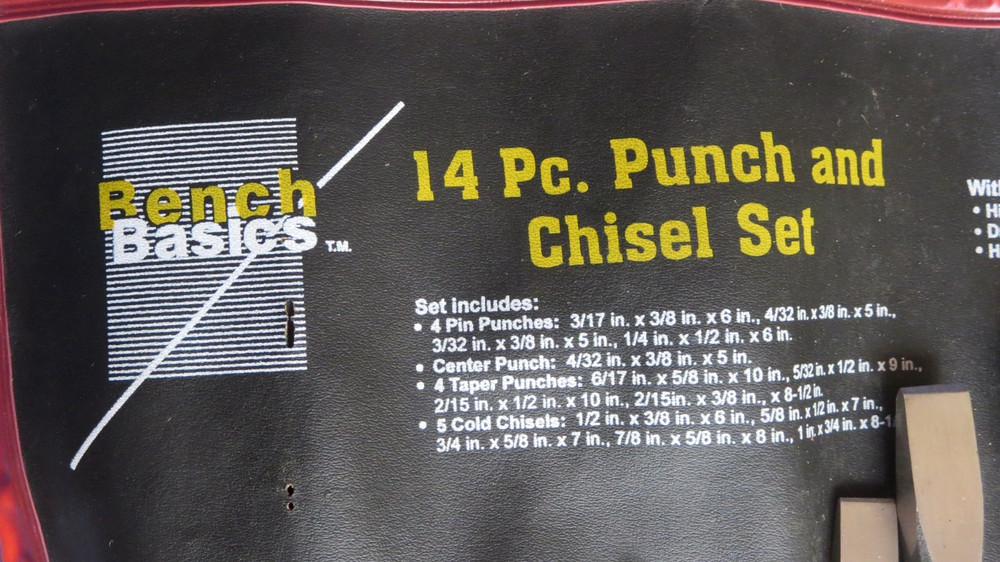 Bench
Basics T.M.
14 Pc. Punch and
Chisel Set
Set includes:
• 4 Pin Punches: 3/17 in. x 3/8 in. x 6 in., 4/32 in. x 3/8 in. x 5 in.,
3/32 in. x 3/8 in. x 5 in., 1/4 in. x 1/2 in. x 6 in.
• Center Punch: 4/32 in. x 3/8 in. x 5 in.
• 4 Taper Punches: 6/17 in. x 5/8 in. x 10 in., 5/32 in. x 1/2 in. x 9 in.,
2/15 in. x 1/2 in. x 10 in., 2/15in. x 3/8 in., x 8-1/2 in.
• 5 Cold Chisels: 1/2 in. x 3/8 in. x 6 in., 5/8 in. x 1/2 in. x 7 in.,
3/4 in. x 5/8 in. x 7 in., 7/8 in. x 5/8 in. x 8 in., 1 in. x 3/4 in. x 8-